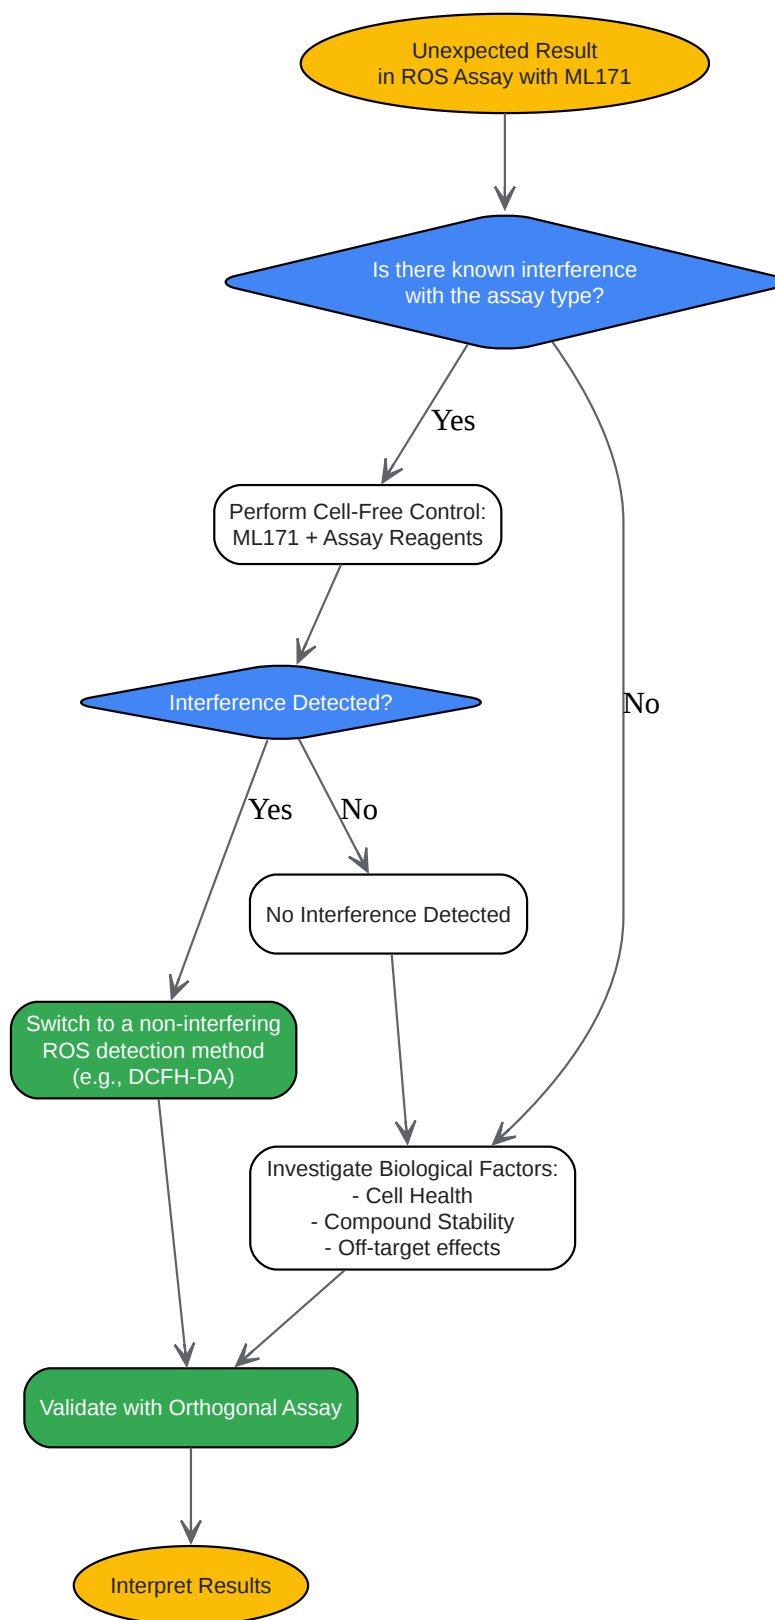 Unexpected Result
in ROS Assay with ML171
Is there known interference
with the assay type?
Yes
Perform Cell-Free Control:
ML171 + Assay Reagents
No
Interference Detected?
Yes
No
No Interference Detected
Switch to a non-interfering
ROS detection method
(e.g., DCFH-DA)
Investigate Biological Factors:
- Cell Health
- Compound Stability
- Off-target effects
Validate with Orthogonal Assay
Interpret Results